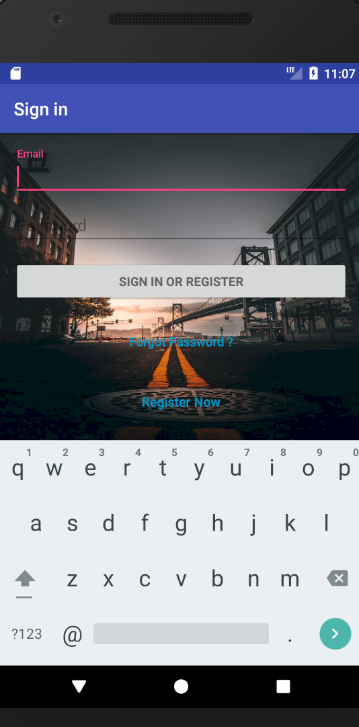 LTE 11:07
Sign in
Email
rd
SIGN IN OR REGISTER
Forgot Password ?
Register Now
1 2 3 4 5 6 7 8 9 0
q w e r t y u i o p
a s d f g h j k l
z x c v b n m
?123 @ .